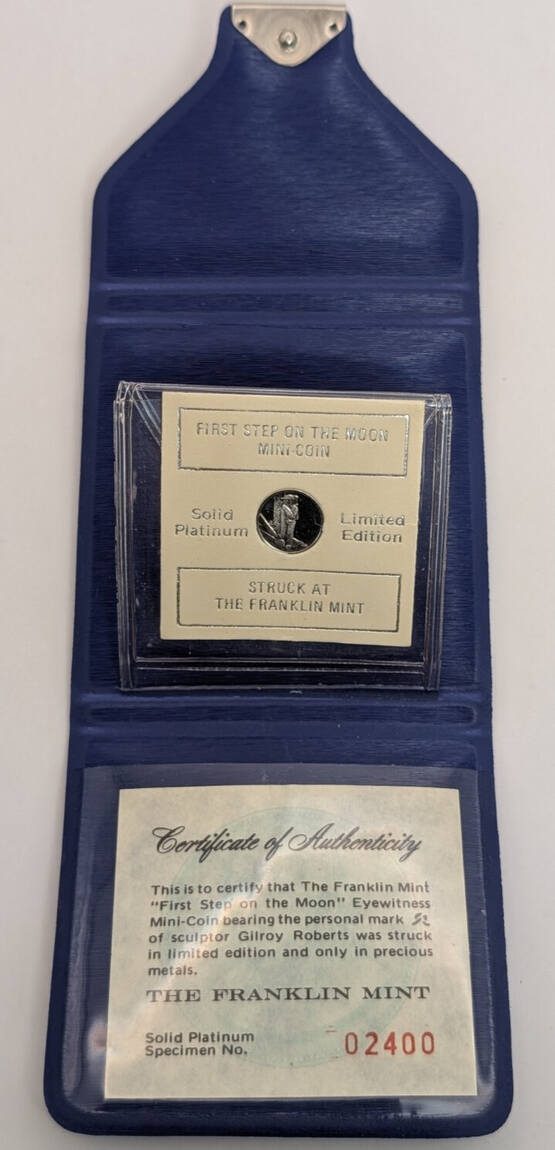 FIRST STEP ON THE MOON
MINI-COIN
Solid
Platinum
Limited
Edition
STRUCK AT
THE FRANKLIN MINT
Certificate of Authenticity
This is to certify that The Franklin Mint
"First Step on the Moon" Eyewitness
Mini-Coin bearing the personal mark
of sculptor Gilroy Roberts was struck
in limited edition and only in precious
metals.
THE FRANKLIN MINT
Solid Platinum
Specimen No.
02400